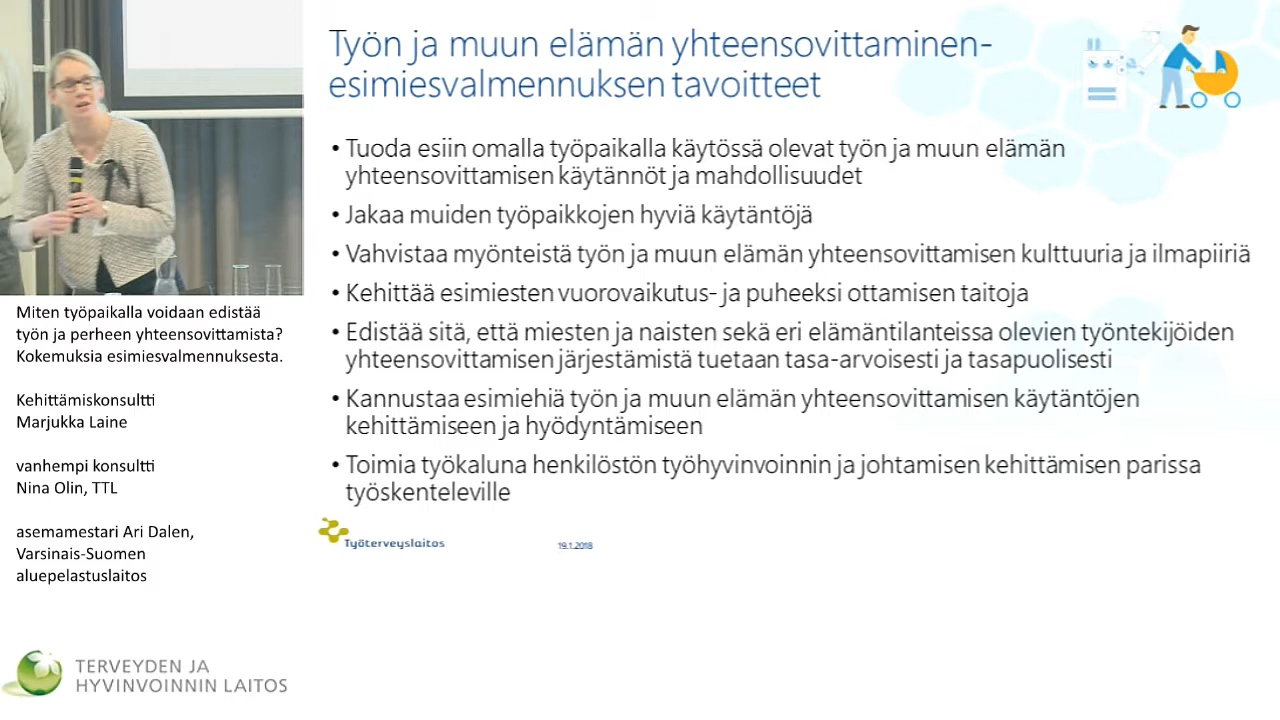 Työn ja muun elämän yhteensovittaminen-
esimiesvalmennuksen tavoitteet
• Tuoda esiin omalla työpaikalla käytössä olevat työn ja muun elämän
yhteensovittamisen käytännöt ja mahdollisuudet
• Jakaa muiden työpaikkojen hyviä käytäntöjä
• Vahvistaa myönteistä työn ja muun elämän yhteensovittamisen kulttuuria ja ilmapiiriä
• Kehittää esimiesten vuorovaikutus- ja puheeksi ottamisen taitoja
• Edistää sitä, että miesten ja naisten sekä eri elämäntilanteissa olevien työntekijöiden
yhteensovittamisen järjestämistä tuetaan tasa-arvoisesti ja tasapuolisesti
• Kannustaa esimiehiä työn ja muun elämän yhteensovittamisen käytäntöjen
kehittämiseen ja hyödyntämiseen
• Toimia työkaluna henkilöstön työhyvinvoinnin ja johtamisen kehittämisen parissa
työskenteleville
Työterveyslaitos
19.1.2018
Miten työpaikalla voidaan edistää
työn ja perheen yhteensovittamista?
Kokemuksia esimiesvalmennuksesta.
Kehittämiskonsultti
Marjukka Laine
vanhempi konsultti
Nina Olin, TTL
asemamestari Ari Dalen,
Varsinais-Suomen
aluepelastuslaitos
TERVEYDEN JA
HYVINVOINNIN LAITOS